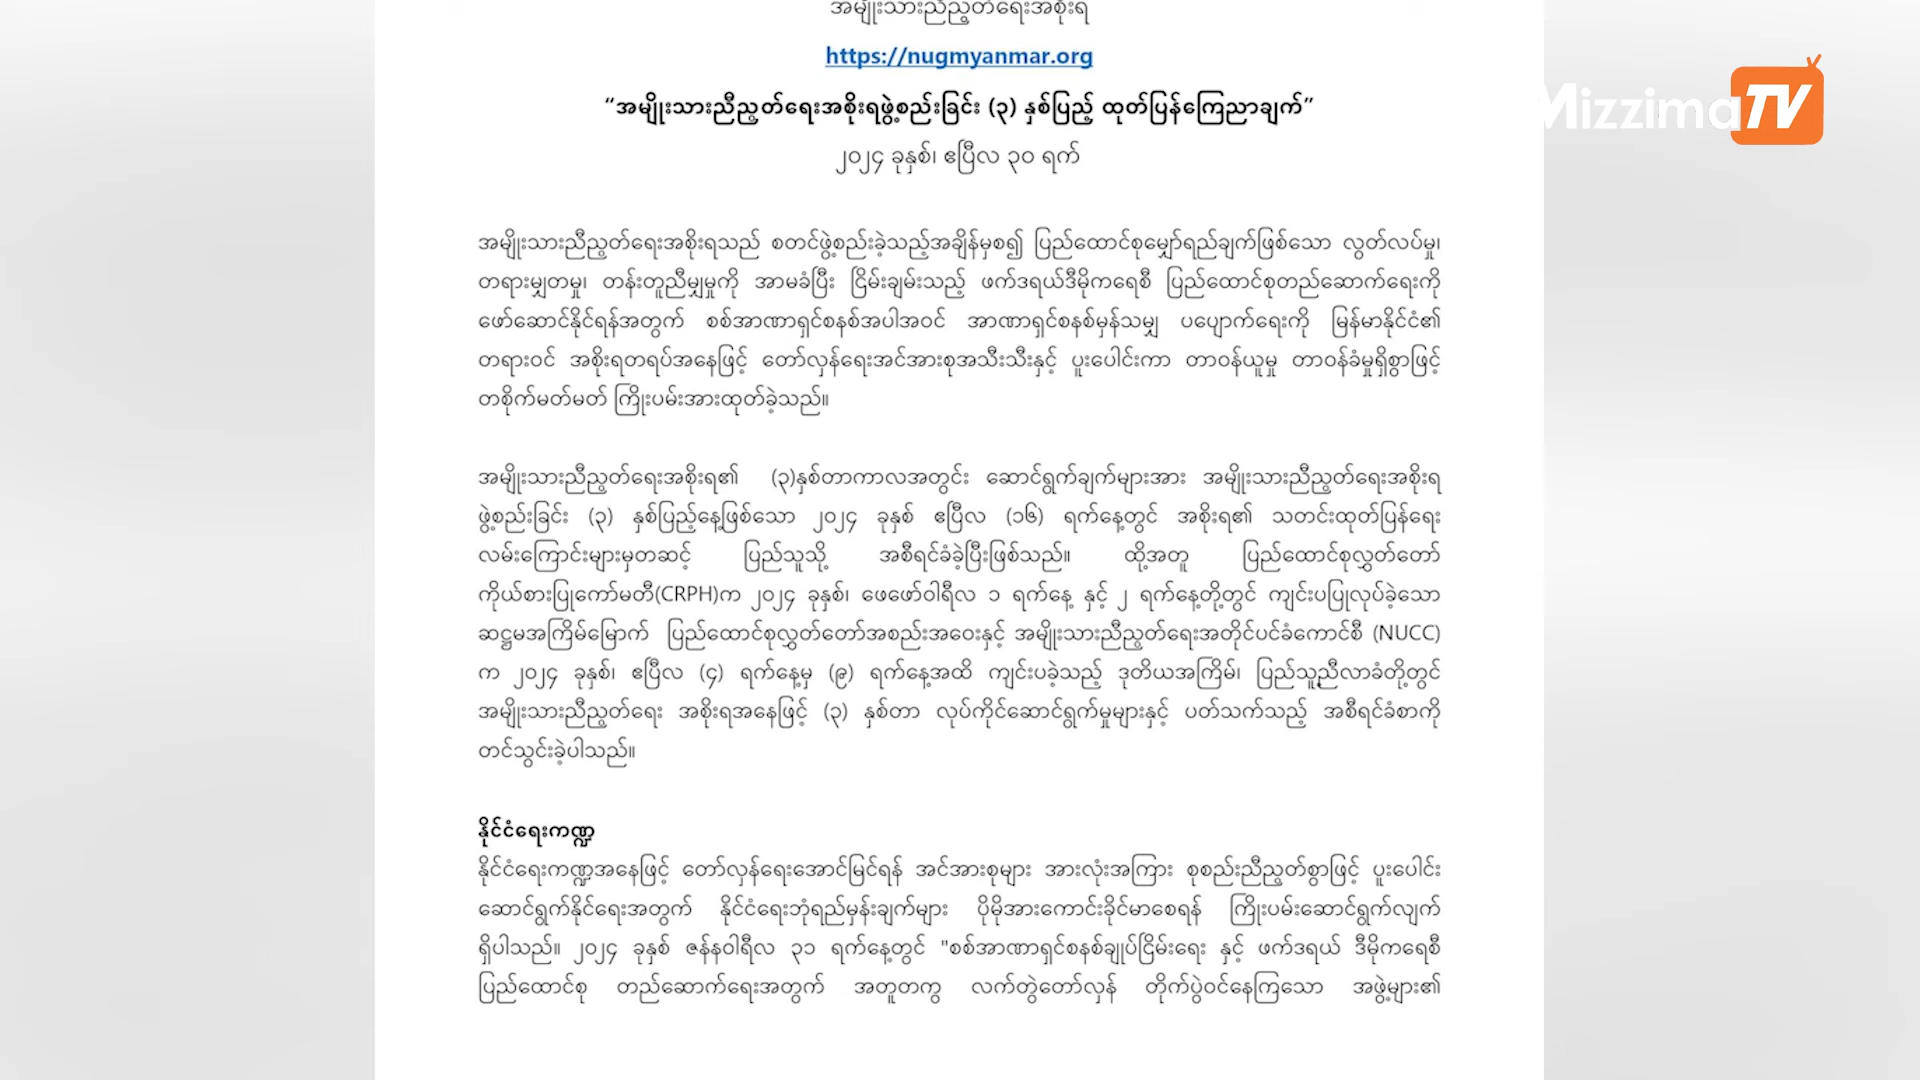 အမျိုးသားညီညွတ်ရေးအစိုးရ
https://nugmyanmar.org
MizzimaTV
“အမျိုးသားညီညွတ်ရေးအစိုးရဖွဲ့စည်းခြင်း (၃) နှစ်ပြည့် ထုတ်ပြန်ကြေညာချက်”
၂၀၂၄ ခုနှစ်၊ ဧပြီလ ၃၀ ရက်
အမျိုးသားညီညွတ်ရေးအစိုးရသည် စတင်ဖွဲ့စည်းခဲ့သည့်အချိန်မှစ၍ ပြည်ထောင်စုမျှော်ရည်ချက်ဖြစ်သော လွတ်လပ်မှု၊
တရားမျှတမှု၊ တန်းတူညီမျှမှုကို အာမခံပြီး ငြိမ်းချမ်းသည့် ဖက်ဒရယ်ဒီမိုကရေစီ ပြည်ထောင်စုတည်ဆောက်ရေးကို
ဖော်ဆောင်နိုင်ရန်အတွက် စစ်အာဏာရှင်စနစ်အပါအဝင် အာဏာရှင်စနစ်မှန်သမျှ ပပျောက်ရေးကို မြန်မာနိုင်ငံ၏
တရားဝင် အစိုးရတရပ်အနေဖြင့် တော်လှန်ရေးအင်အားစုအသီးသီးနှင့် ပူးပေါင်းကာ တာဝန်ယူမှု တာဝန်ခံမှုရှိစွာဖြင့်
တစိုက်မတ်မတ် ကြိုးပမ်းအားထုတ်ခဲ့သည်။
အမျိုးသားညီညွတ်ရေးအစိုးရ၏ (၃)နှစ်တာကာလအတွင်း ဆောင်ရွက်ချက်များအား အမျိုးသားညီညွတ်ရေးအစိုးရ
ဖွဲ့စည်းခြင်း (၃) နှစ်ပြည့်နေ့ဖြစ်သော ၂၀၂၄ ခုနှစ် ဧပြီလ (၁၆) ရက်နေ့တွင် အစိုးရ၏ သတင်းထုတ်ပြန်ရေး
လမ်းကြောင်းများမှတဆင့် ပြည်သူသို့ အစီရင်ခံခဲ့ပြီးဖြစ်သည်။ ထို့အတူ ပြည်ထောင်စုလွှတ်တော်
ကိုယ်စားပြုကော်မတီ(CRPH)က ၂၀၂၄ ခုနှစ်၊ ဖေဖော်ဝါရီလ ၁ ရက်နေ့ နှင့် ၂ ရက်နေ့တို့တွင် ကျင်းပပြုလုပ်ခဲ့သော
ဆဋ္ဌမအကြိမ်မြောက် ပြည်ထောင်စုလွှတ်တော်အစည်းအဝေးနှင့် အမျိုးသားညီညွတ်ရေးအတိုင်ပင်ခံကောင်စီ (NUCC)
က ၂၀၂၄ ခုနှစ်၊ ဧပြီလ (၄) ရက်နေ့မှ (၉) ရက်နေ့အထိ ကျင်းပခဲ့သည့် ဒုတိယအကြိမ်၊ ပြည်သူ့ညီလာခံတို့တွင်
အမျိုးသားညီညွတ်ရေး အစိုးရအနေဖြင့် (၃) နှစ်တာ လုပ်ကိုင်ဆောင်ရွက်မှုများနှင့် ပတ်သက်သည့် အစီရင်ခံစာကို
တင်သွင်းခဲ့ပါသည်။
နိုင်ငံရေးကဏ္ဍ
နိုင်ငံရေးကဏ္ဍအနေဖြင့် တော်လှန်ရေးအောင်မြင်ရန် အင်အားစုများ အားလုံးအကြား စုစည်းညီညွတ်စွာဖြင့် ပူးပေါင်း
ဆောင်ရွက်နိုင်ရေးအတွက် နိုင်ငံရေးဘုံရည်မှန်းချက်များ ပိုမိုအားကောင်းခိုင်မာစေရန် ကြိုးပမ်းဆောင်ရွက်လျက်
ရှိပါသည်။ ၂၀၂၄ ခုနှစ် ဇန်နဝါရီလ ၃၁ ရက်နေ့တွင် "စစ်အာဏာရှင်စနစ်ချုပ်ငြိမ်းရေး နှင့် ဖက်ဒရယ် ဒီမိုကရေစီ
ပြည်ထောင်စု တည်ဆောက်ရေးအတွက် အတူတကွ လက်တွဲတော်လှန် တိုက်ပွဲဝင်နေကြသော အဖွဲ့များ၏